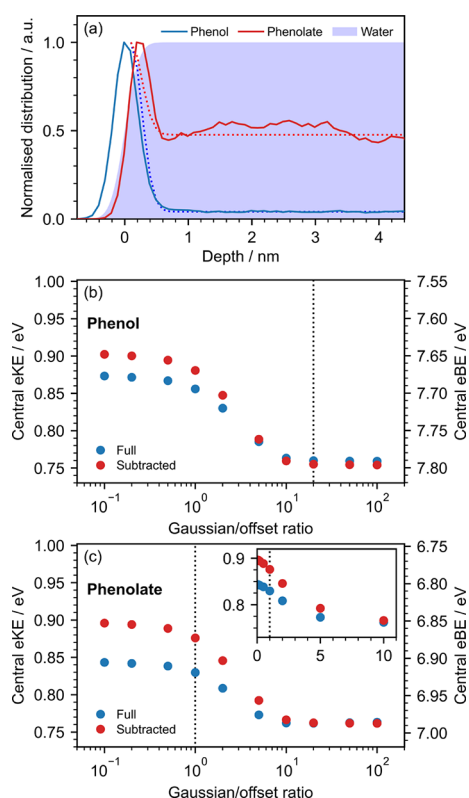 (a) Phenol Phenolate Water
Normalised distribution / a.u.
1.0
0.5
0.0
0 1 2 3 4
Depth / nm
(b)
Phenol
Central eKE / eV
1.00
0.95
0.90
0.85
0.80
0.75
7.55
7.60
7.65
7.70
7.75
7.80
Central eBE / eV
Full
Subtracted
10⁻¹ 10⁰ 10¹ 10²
Gaussian/offset ratio
(c)
Phenolate
Central eKE / eV
1.00
0.95
0.90
0.85
0.80
0.75
0.9
0.8
0 5 10
6.75
6.80
6.85
6.90
6.95
7.00
Central eBE / eV
Full
Subtracted
10⁻¹ 10⁰ 10¹ 10²
Gaussian/offset ratio